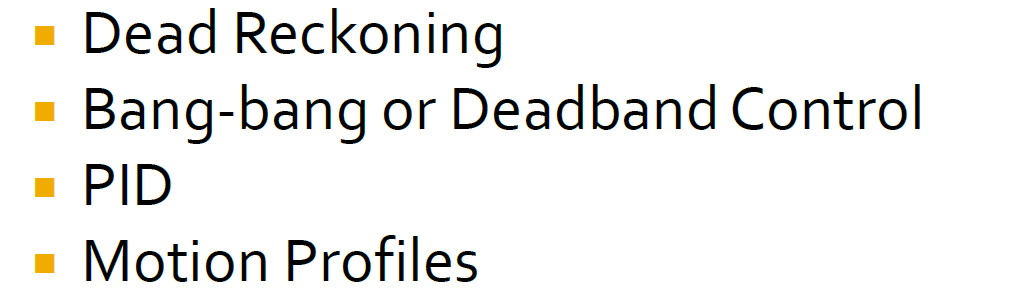 Dead Reckoning
Bang-bang or Deadband Control
PID
Motion Profiles